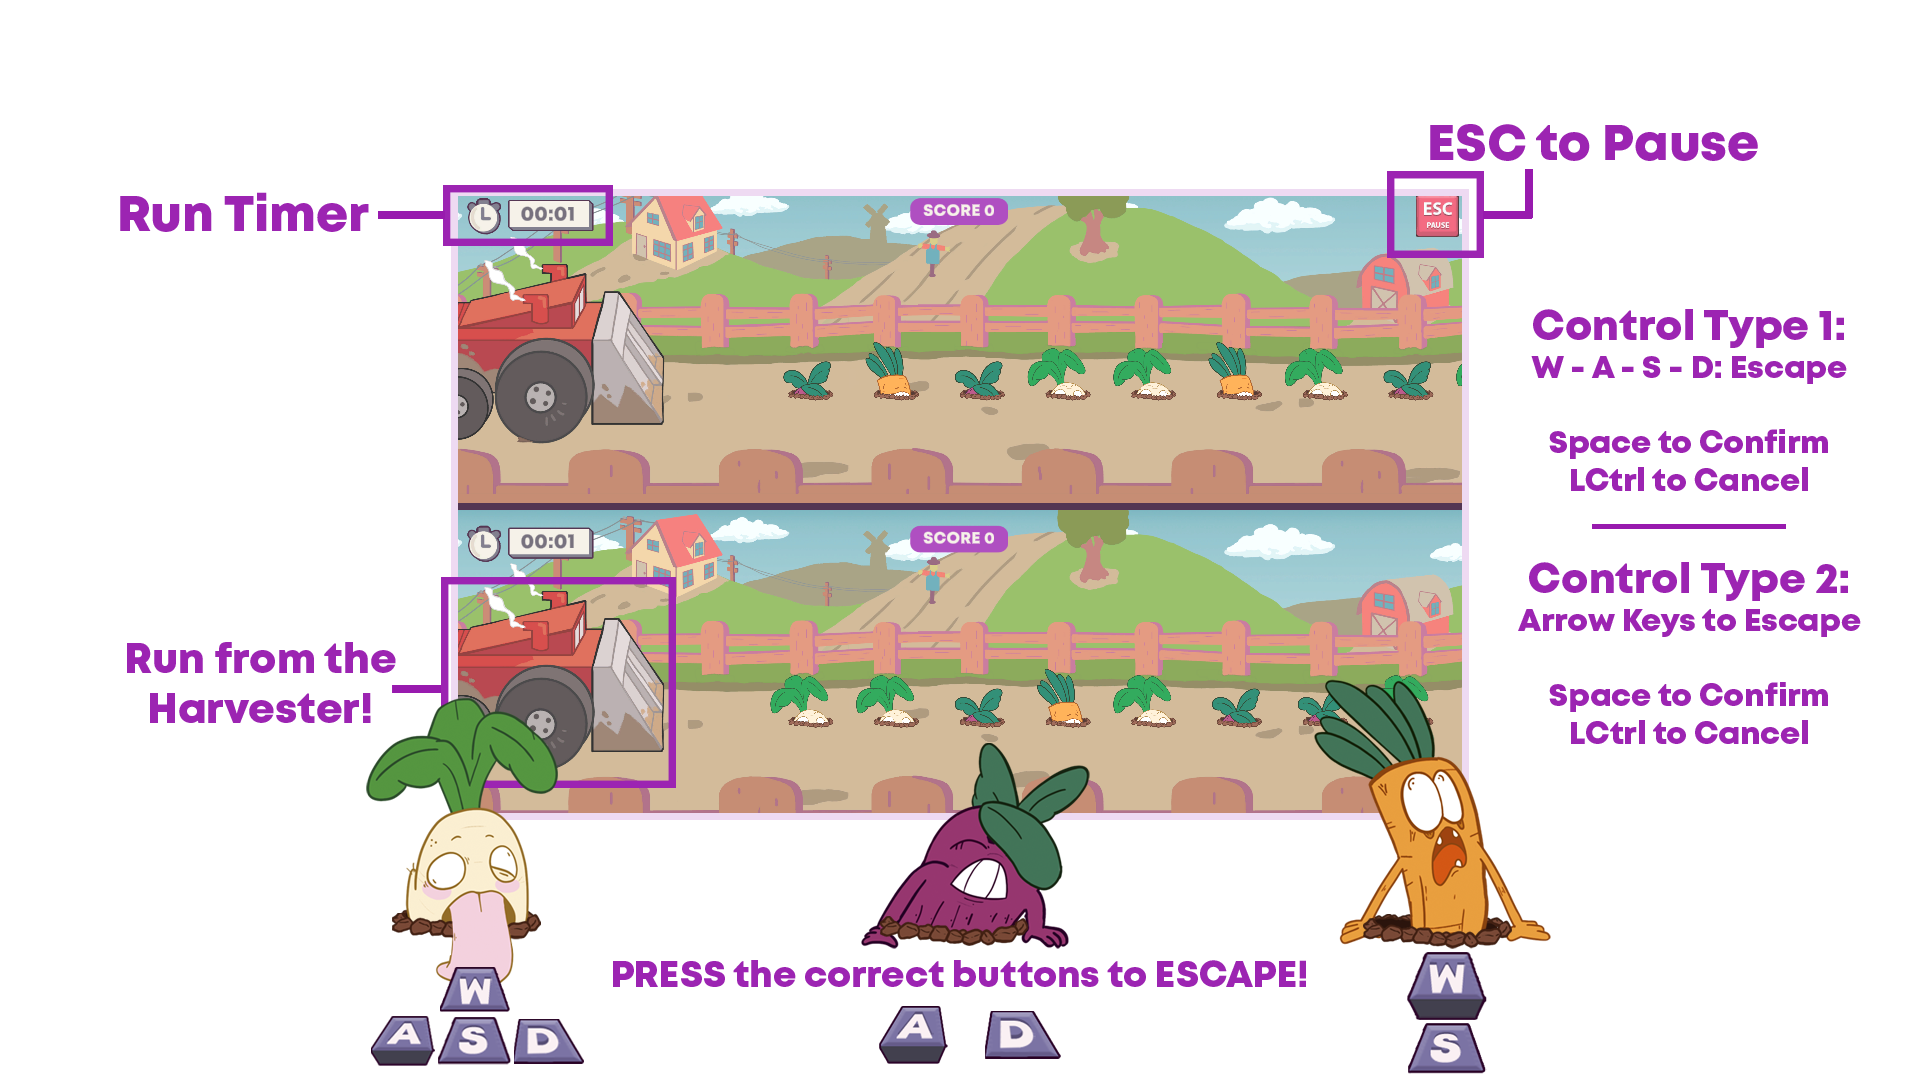 ESC to Pause
Run Timer
00:01
SCORE 0
ESC
PAUSE
Control Type 1:
W - A - S - D: Escape
Space to Confirm
LCtrl to Cancel
00:01
SCORE 0
Control Type 2:
Arrow Keys to Escape
Space to Confirm
LCtrl to Cancel
Run from the
Harvester!
PRESS the correct buttons to ESCAPE!
W
A S D
A D
W
S